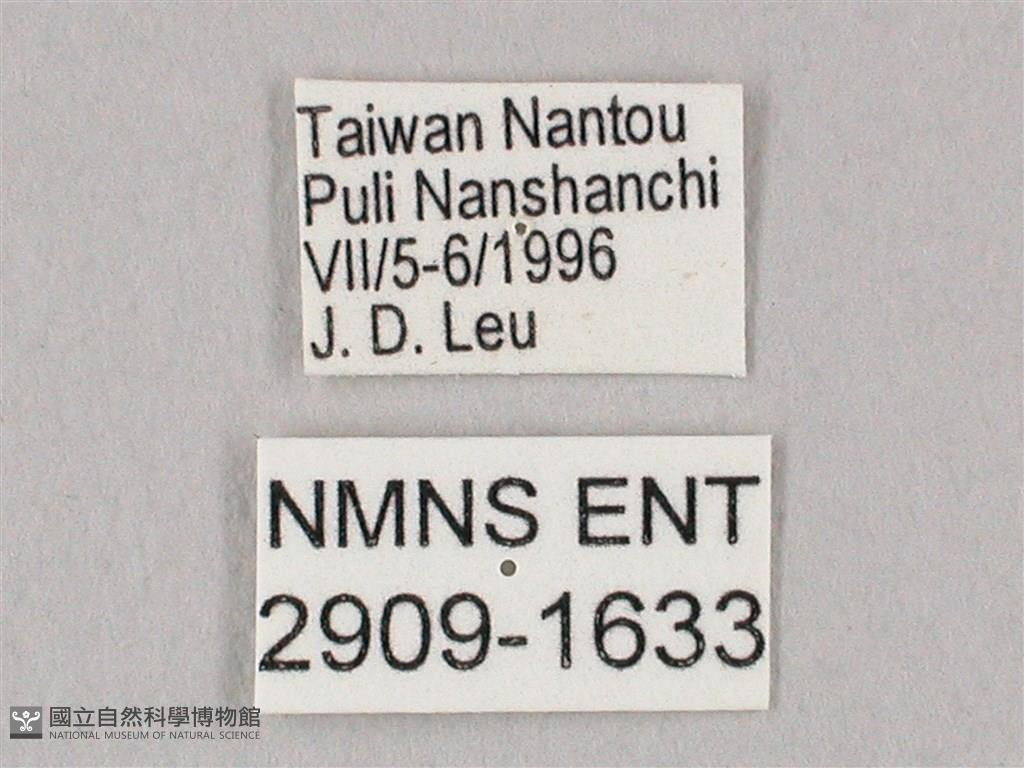 Taiwan Nantou
Puli Nanshanchi
VII/5-6/1996
J. D. Leu
NMNS ENT
2909-1633
國立自然科學博物館
NATIONAL MUSEUM OF NATURAL SCIENCE